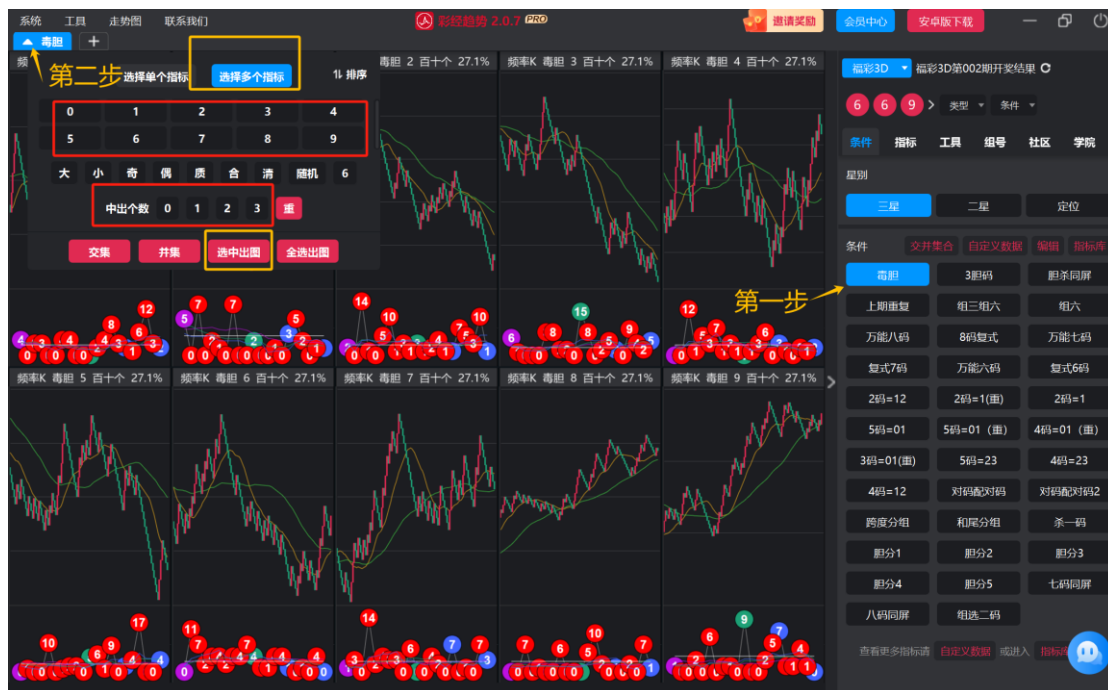 系统 工具 走势图 联系我们 彩经趋势 2.0.7 PRO 邀请奖励 会员中心 安卓版下载
毒胆 +
第二步 选择单个指标 选择多个指标 排序
0 1 2 3 4
5 6 7 8 9
大 小 奇 偶 质 合 清 随机 6
中出个数 0 1 2 3 重
交集 并集 选中出图 全选出图
毒胆 2 百十个 27.1% 频率K 毒胆 3 百十个 27.1% 频率K 毒胆 4 百十个 27.1%
频率K 毒胆 5 百十个 27.1% 频率K 毒胆 6 百十个 27.1% 频率K 毒胆 7 百十个 27.1% 频率K 毒胆 8 百十个 27.1% 频率K 毒胆 9 百十个 27.1%
福彩3D 福彩3D第002期开奖结果
6 6 9 类型 条件
条件 指标 工具 组号 社区 学院
星别
三星 二星 定位
条件 交并集合 自定义数据 编辑 指标库
第一步
毒胆 3胆码 胆杀同屏
上期重复 组三组六 组六
万能八码 8码复式 万能七码
复式7码 万能六码 复式6码
2码=12 2码=1(重) 2码=1
5码=01 5码=01（重） 4码=01（重）
3码=01(重) 5码=23 4码=23
4码=12 对码配对码 对码配对码2
跨度分组 和尾分组 杀一码
胆分1 胆分2 胆分3
胆分4 胆分5 七码同屏
八码同屏 组选二码
查看更多指标请 自定义数据 或进入 指标